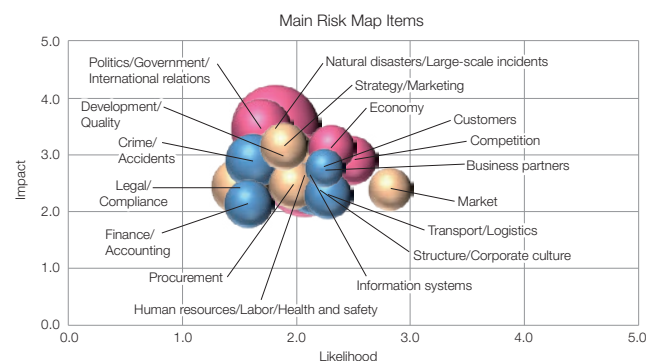 Main Risk Map Items
5.0
4.0
3.0
2.0
1.0
0.0
Impact
Politics/Government/
International relations
Development/
Quality
Crime/
Accidents
Legal/
Compliance
Finance/
Accounting
Procurement
Human resources/Labor/Health and safety
Natural disasters/Large-scale incidents
Strategy/Marketing
Economy
Customers
Competition
Business partners
Market
Transport/Logistics
Structure/Corporate culture
Information systems
0.0 1.0 2.0 3.0 4.0 5.0
Likelihood